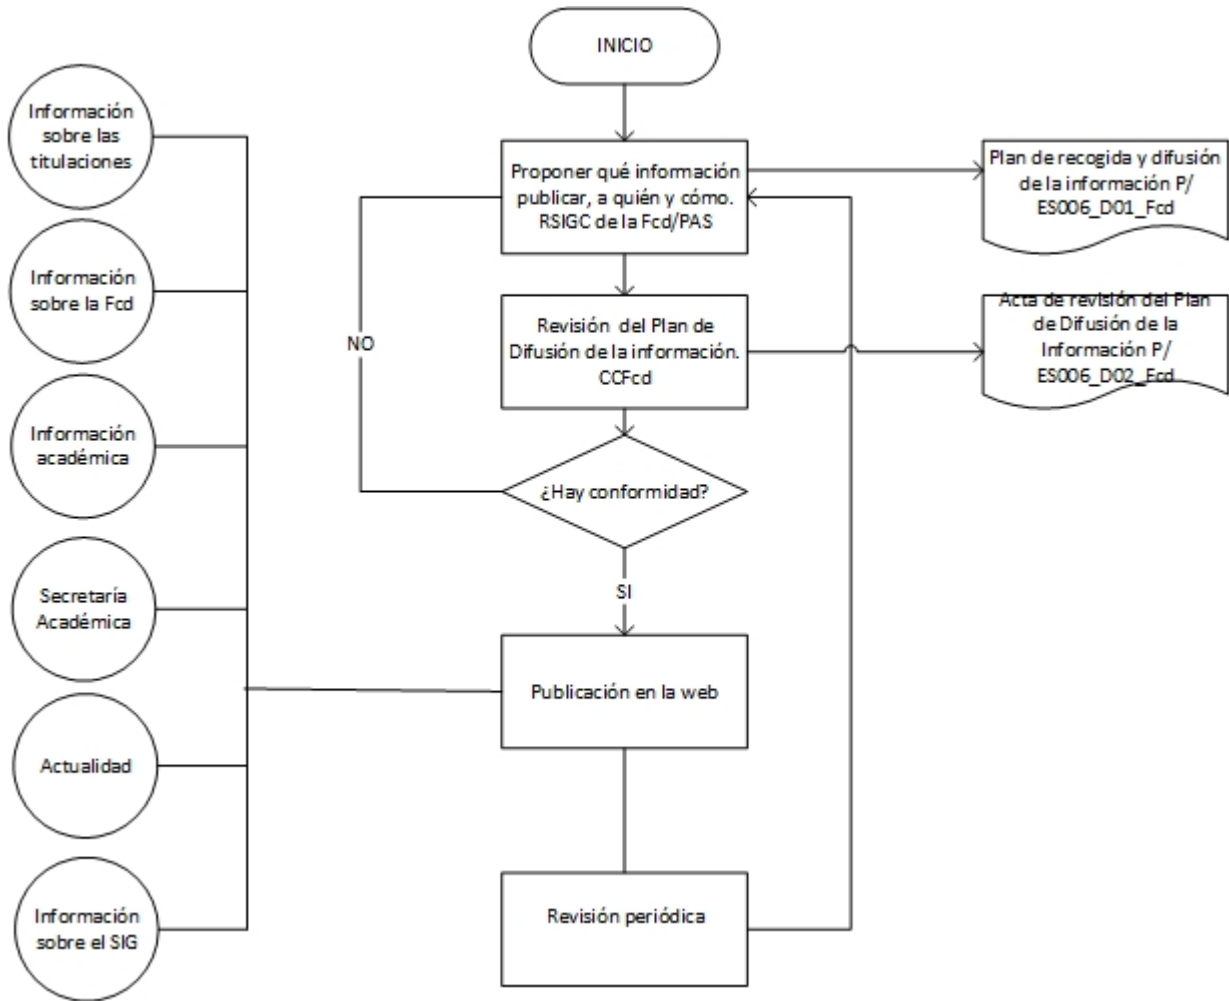 INICIO
Información
sobre las
titulaciones
Proponer qué información
publicar, a quién y cómo.
RSIGC de la Fcd/PAS
Plan de recogida y difusión
de la información P/
ES006_D01_Fcd
Información
sobre la Fcd
NO
Revisión del Plan de
Difusión de la información.
CCFcd
Acta de revisión del Plan
de Difusión de la
Información P/
ES006_D02_Fcd
Información
académica
¿Hay conformidad?
SI
Secretaría
Académica
Publicación en la web
Actualidad
Revisión periódica
Información
sobre el SIG